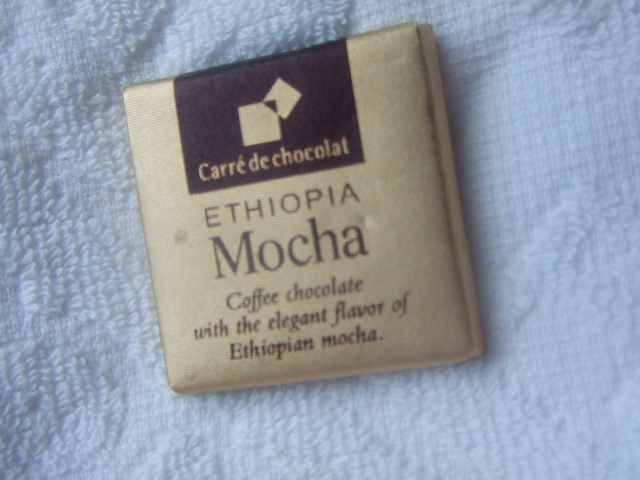 Carré de chocolat
ETHIOPIA
Mocha
Coffee chocolate
with the elegant flavor of
Ethiopian mocha.